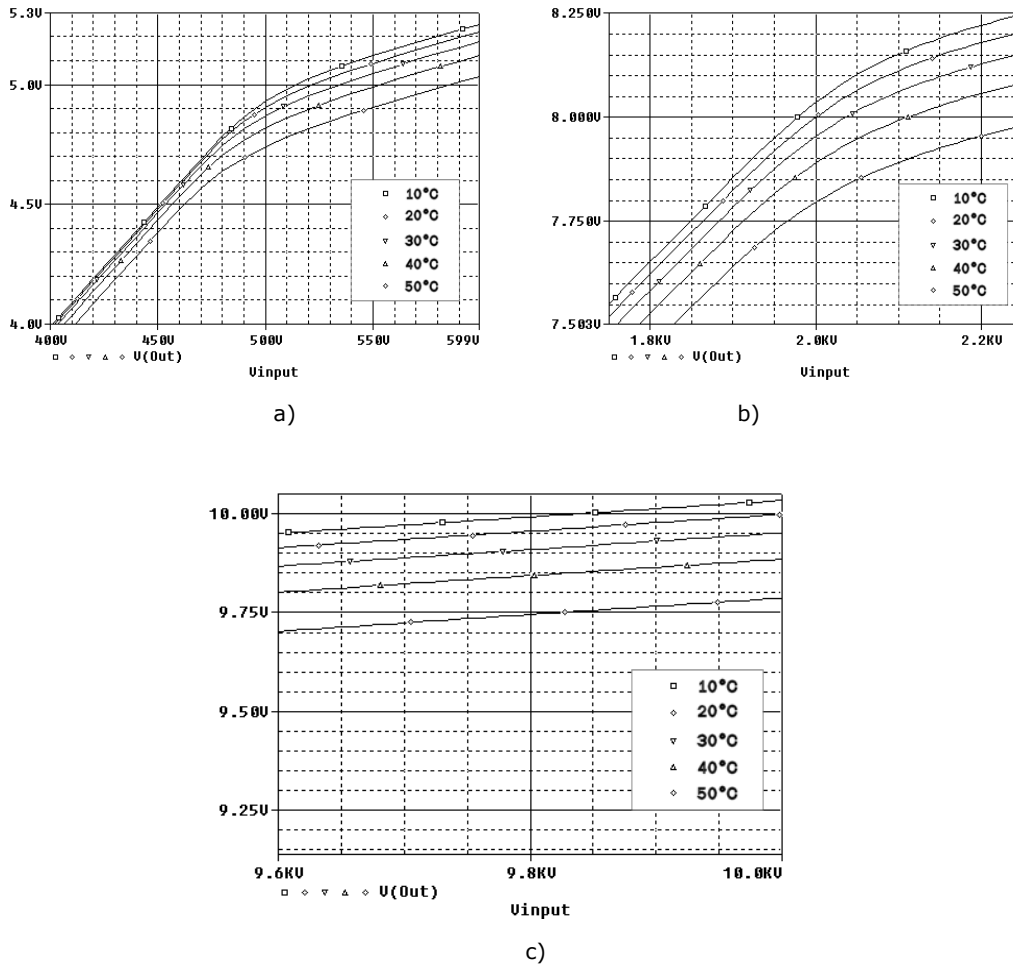 5.3V
5.0V
4.5V
4.0V
400V 450V 500V 550V 599V
V(Out)
Vinput
10°C
20°C
30°C
40°C
50°C
a)
8.250V
8.000V
7.750V
7.503V
1.8KV 2.0KV 2.2KV
V(Out)
Vinput
10°C
20°C
30°C
40°C
50°C
b)
10.00V
9.75V
9.50V
9.25V
9.6KV 9.8KV 10.0KV
V(Out)
Vinput
10°C
20°C
30°C
40°C
50°C
c)